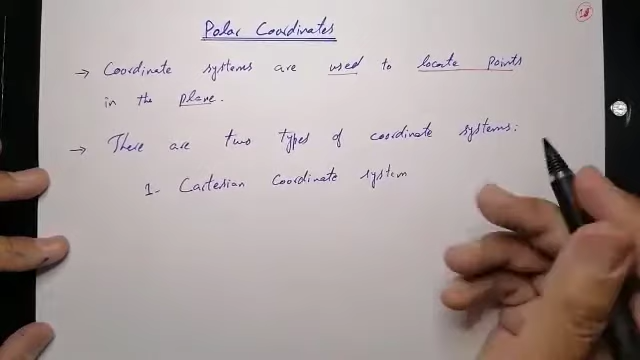 Polar Coordinates
→ Coordinate systems are used to locate points
in the plane.
→ There are two types of coordinate systems:
1- Cartesian coordinate system